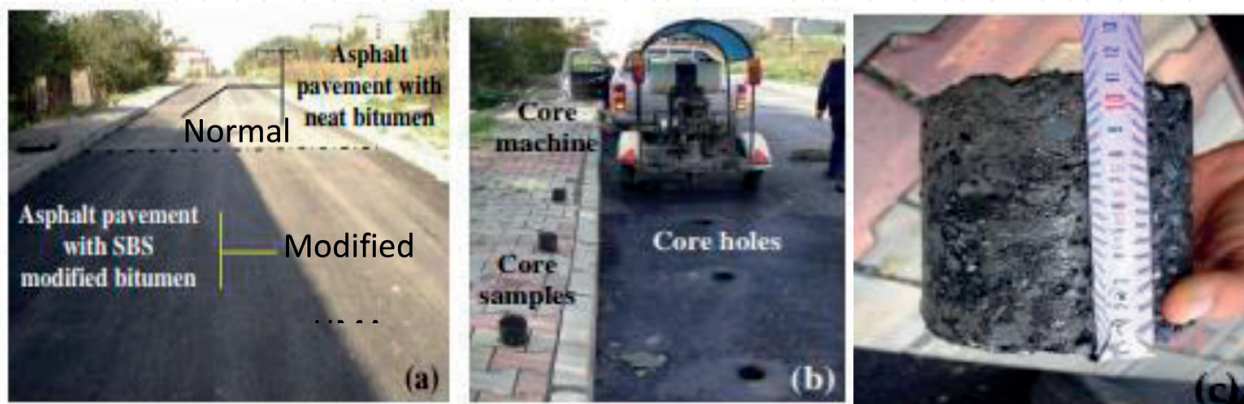 Asphalt
pavement with
neat bitumen
Normal
Asphalt pavement
with SBS
modified bitumen
Modified
(a)
Core
machine
Core holes
Core
samples
(b)
(c)